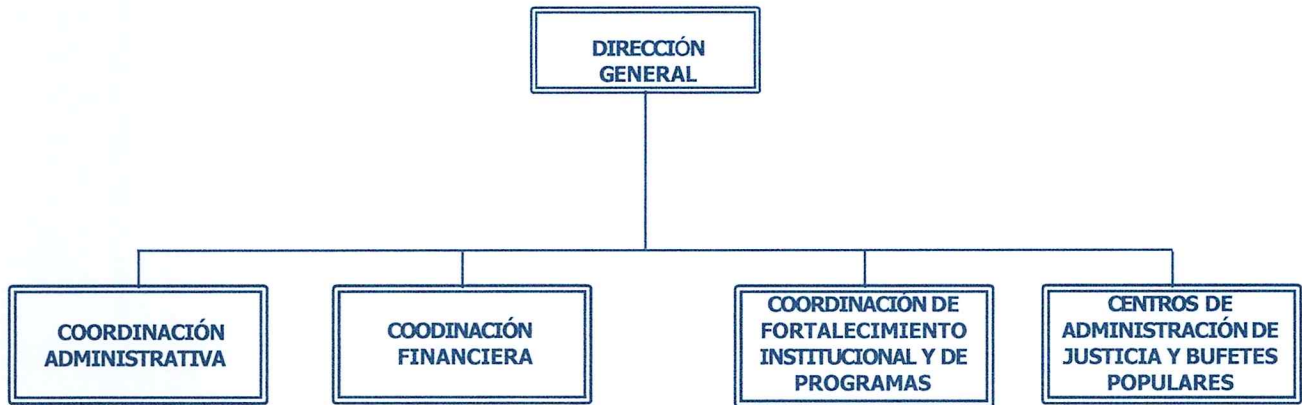 DIRECCIÓN
GENERAL
COORDINACIÓN
ADMINISTRATIVA
COODINACIÓN
FINANCIERA
COORDINACIÓN DE
FORTALECIMIENTO
INSTITUCIONAL Y DE
PROGRAMAS
CENTROS DE
ADMINISTRACIÓN DE
JUSTICIA Y BUFETES
POPULARES